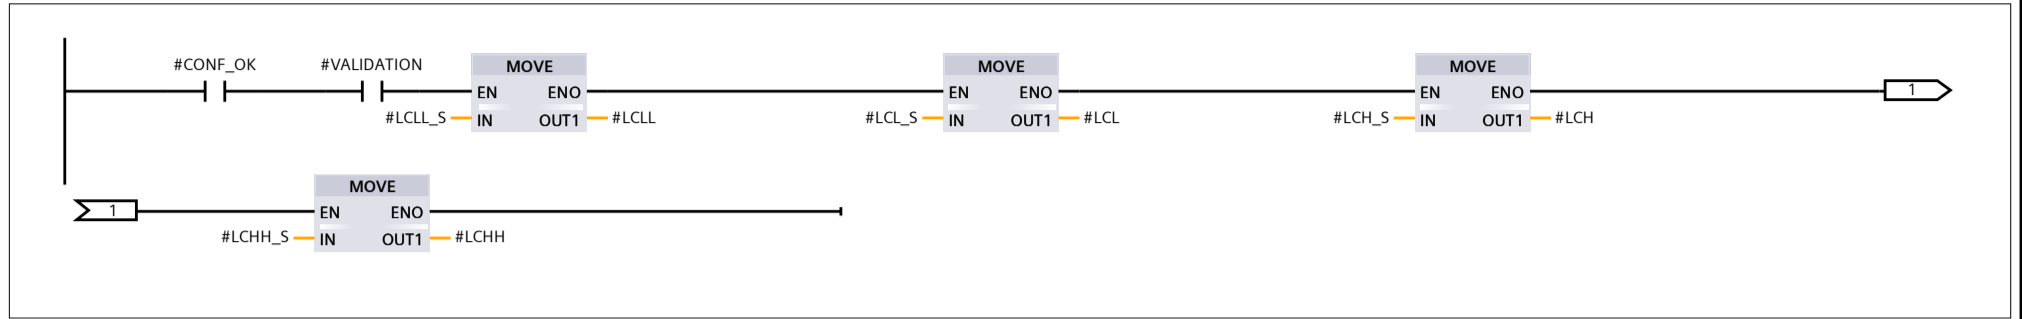 #CONF_OK #VALIDATION MOVE MOVE MOVE
EN ENO EN ENO EN ENO 1
#LCLL_S IN OUT1 #LCLL #LCL_S IN OUT1 #LCL #LCH_S IN OUT1 #LCH
MOVE
1 EN ENO
#LCHH_S IN OUT1 #LCHH